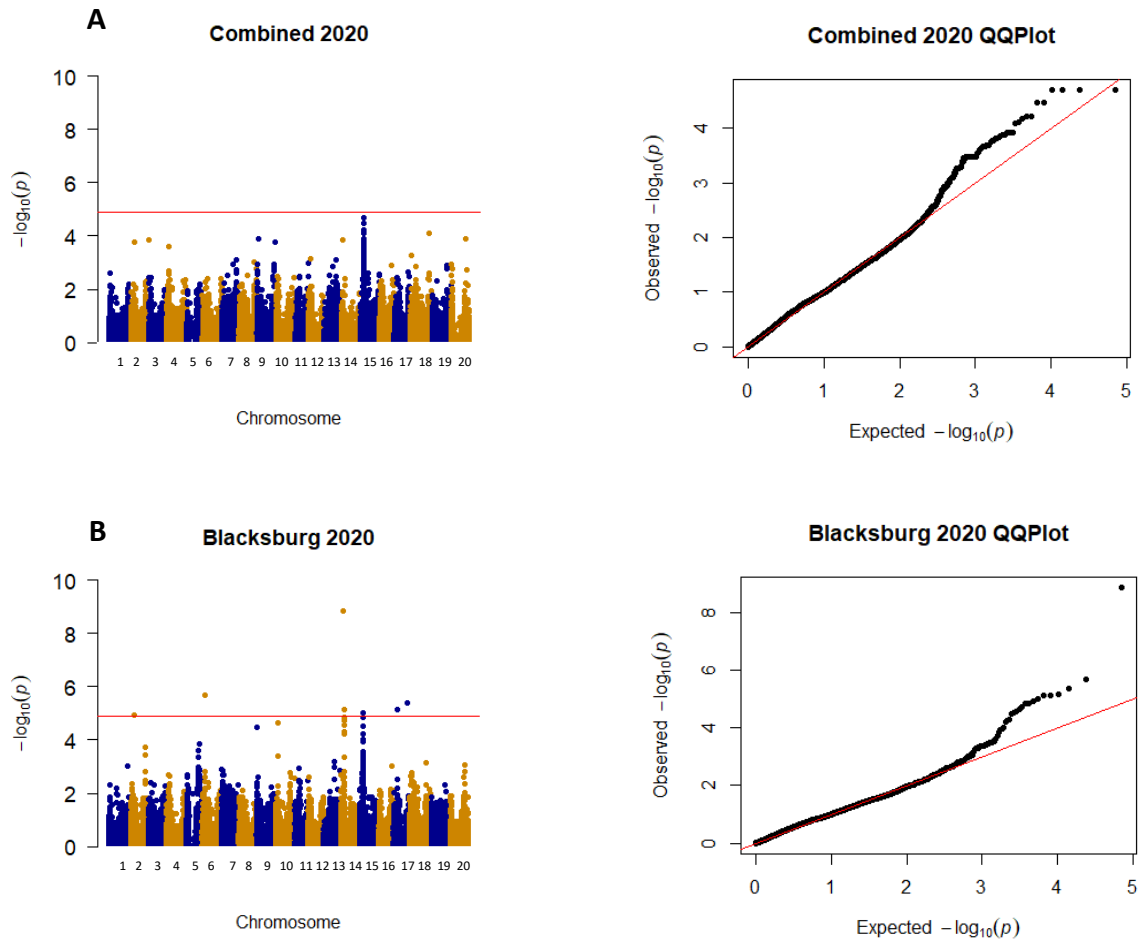 A
Combined 2020
10
8
6
4
2
0
−log₁₀(p)
1 2 3 4 5 6 7 8 9 10 11 12 13 14 15 16 17 18 19 20
Chromosome
Combined 2020 QQPlot
4
3
2
1
0
Observed −log₁₀(p)
0 1 2 3 4 5
Expected −log₁₀(p)
B
Blacksburg 2020
10
8
6
4
2
0
−log₁₀(p)
1 2 3 4 5 6 7 8 9 10 11 12 13 14 15 16 17 18 19 20
Chromosome
Blacksburg 2020 QQPlot
8
6
4
2
0
Observed −log₁₀(p)
0 1 2 3 4 5
Expected −log₁₀(p)